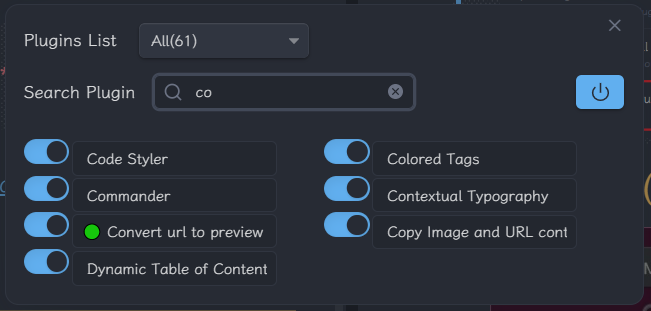 Plugins List All(61)
Search Plugin co
Code Styler Colored Tags
Commander Contextual Typography
Convert url to preview Copy Image and URL cont
Dynamic Table of Content